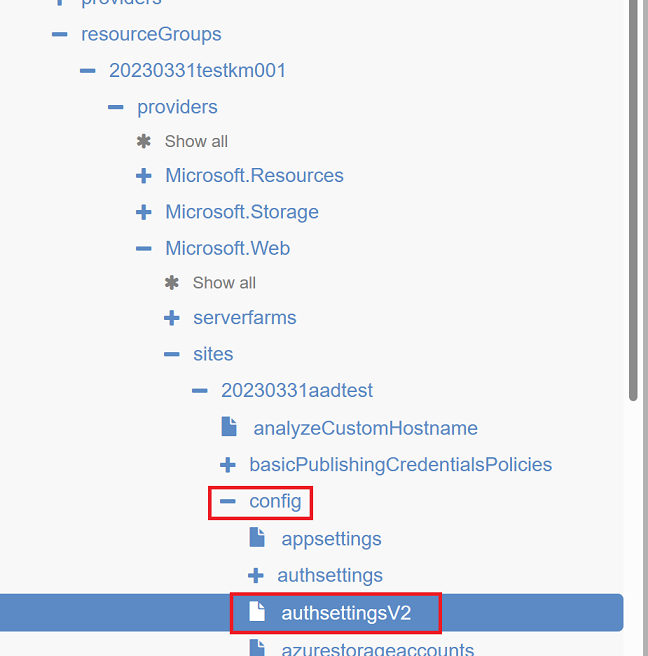 providers
resourceGroups
20230331testkm001
providers
Show all
Microsoft.Resources
Microsoft.Storage
Microsoft.Web
Show all
serverfarms
sites
20230331aadtest
analyzeCustomHostname
basicPublishingCredentialsPolicies
config
appsettings
authsettings
authsettingsV2
azurestorageaccounts